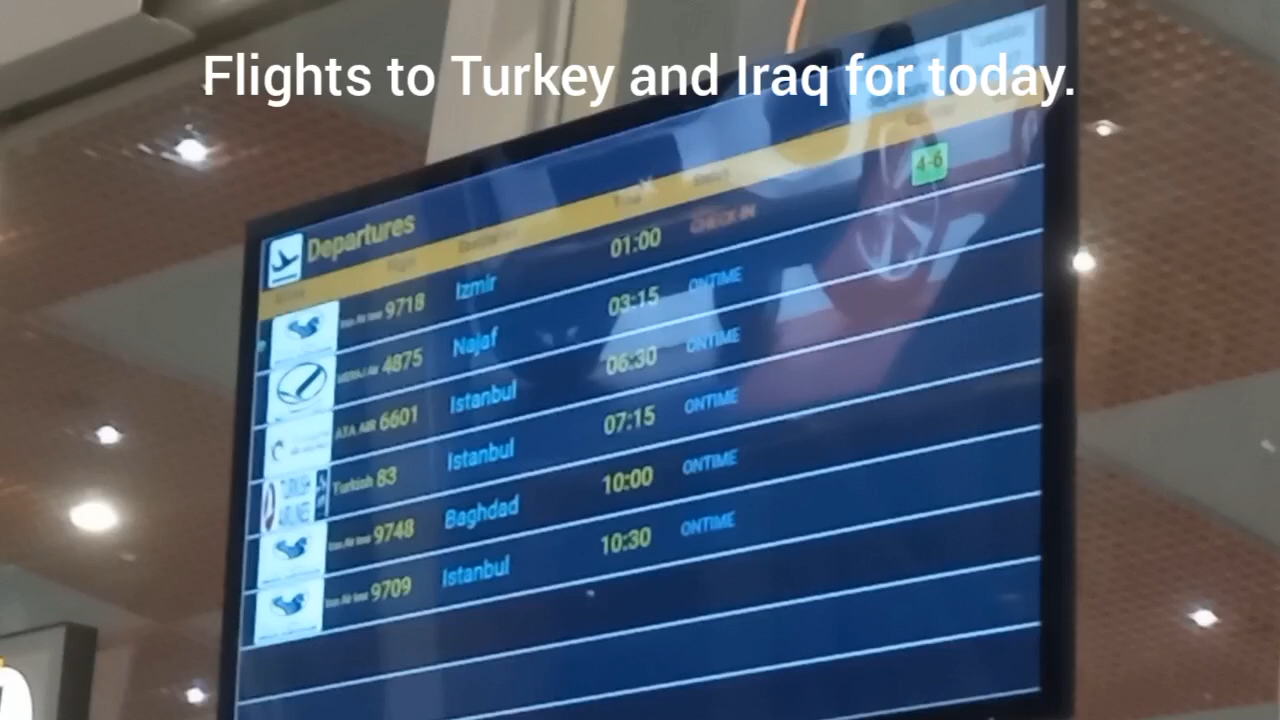 Flights to Turkey and Iraq for today.
Departures
4-6
9718 Izmir 01:00 CHECK-IN
4875 Najaf 03:15 ONTIME
ATA AIR 6601 Istanbul 06:30 ONTIME
Turkish 83 Istanbul 07:15 ONTIME
9748 Baghdad 10:00 ONTIME
9709 Istanbul 10:30 ONTIME